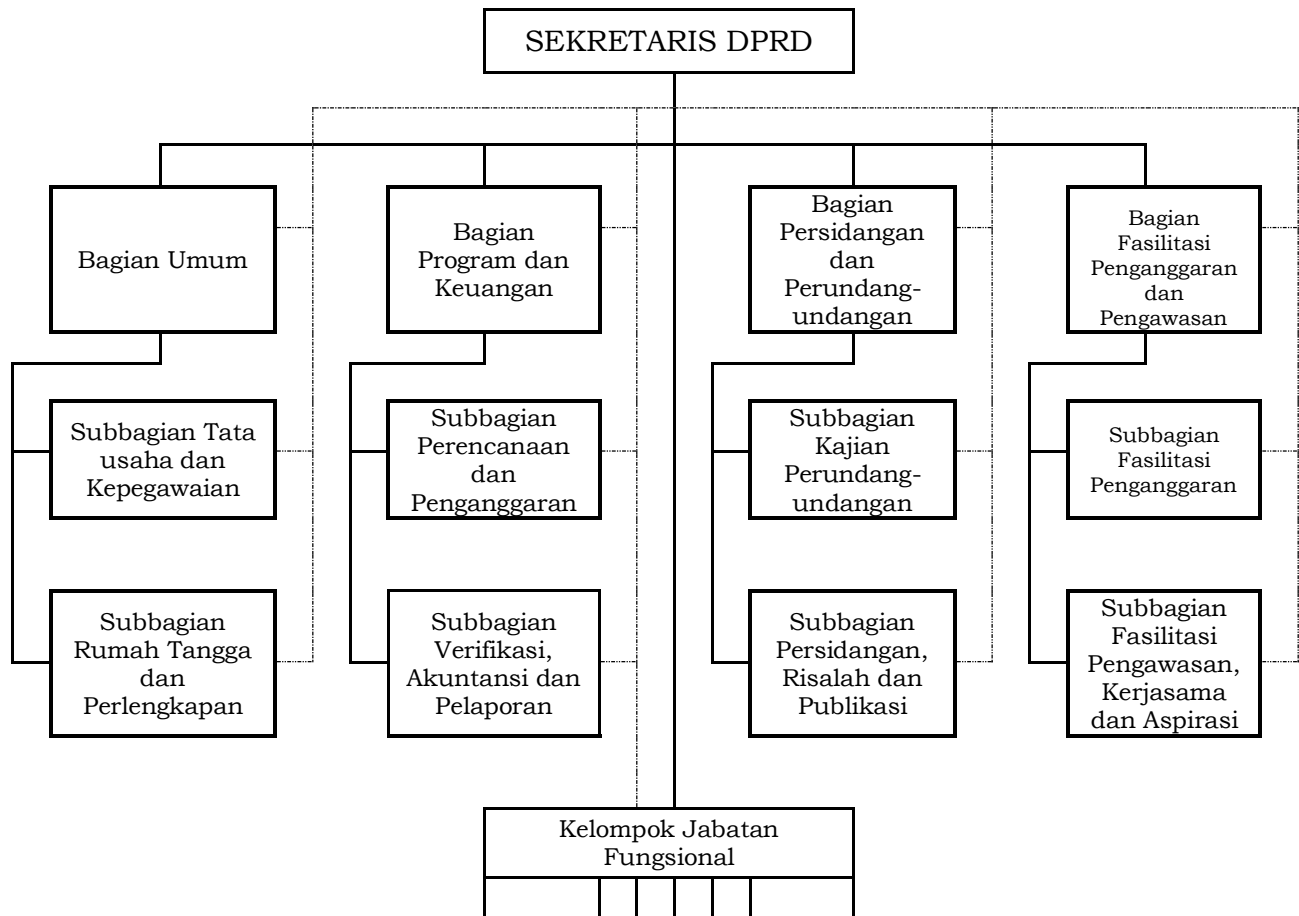 SEKRETARIS DPRD
Bagian Umum
Bagian
Program dan
Keuangan
Bagian
Persidangan
dan
Perundang-
undangan
Bagian
Fasilitasi
Penganggaran
dan
Pengawasan
Subbagian Tata
usaha dan
Kepegawaian
Subbagian
Perencanaan
dan
Penganggaran
Subbagian
Kajian
Perundang-
undangan
Subbagian
Fasilitasi
Penganggaran
Subbagian
Rumah Tangga
dan
Perlengkapan
Subbagian
Verifikasi,
Akuntansi dan
Pelaporan
Subbagian
Persidangan,
Risalah dan
Publikasi
Subbagian
Fasilitasi
Pengawasan,
Kerjasama
dan Aspirasi
Kelompok Jabatan
Fungsional